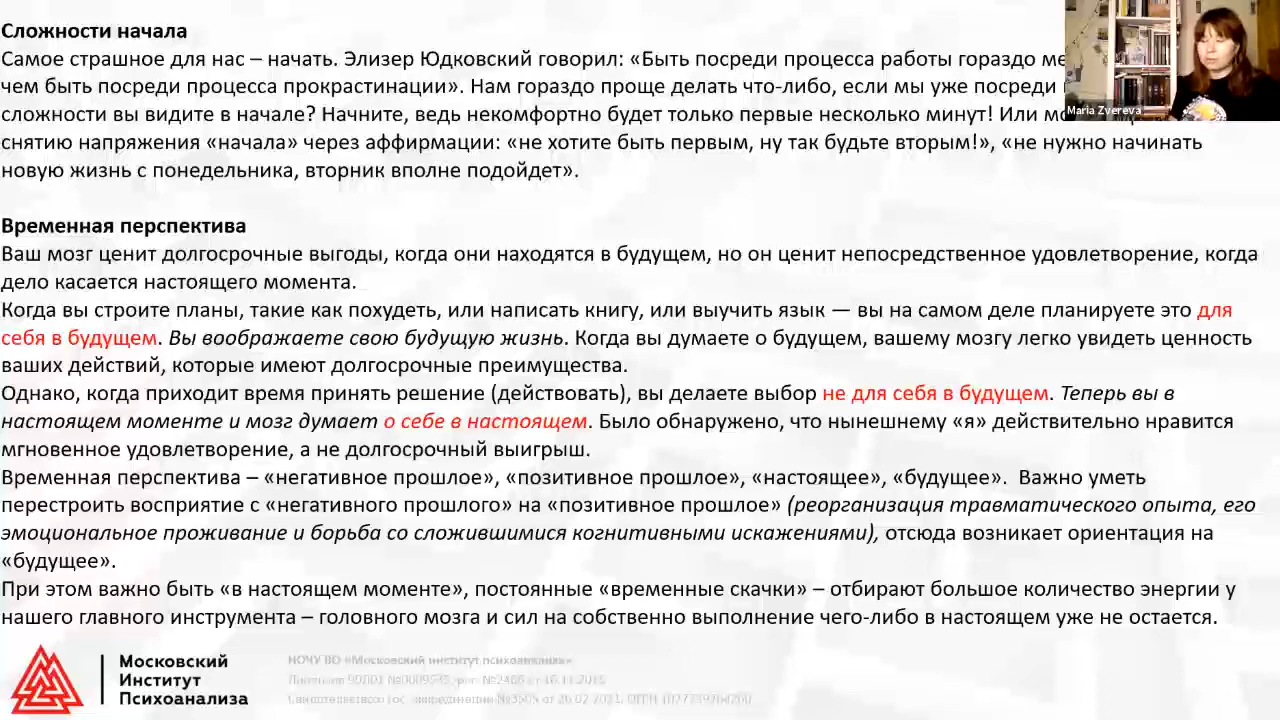 Сложности начала
Самое страшное для нас – начать. Элизер Юдковский говорил: «Быть посреди процесса работы гораздо
чем быть посреди процесса прокрастинации». Нам гораздо проще делать что-либо, если мы уже посреди
сложности вы видите в начале? Начните, ведь некомфортно будет только первые несколько минут! Или
снятию напряжения «начала» через аффирмации: «не хотите быть первым, ну так будьте вторым!», «не нужно начинать
новую жизнь с понедельника, вторник вполне подойдет».
Maria Zvereva
Временная перспектива
Ваш мозг ценит долгосрочные выгоды, когда они находятся в будущем, но он ценит непосредственное удовлетворение, когда
дело касается настоящего момента.
Когда вы строите планы, такие как похудеть, или написать книгу, или выучить язык — вы на самом деле планируете это для
себя в будущем. Вы воображаете свою будущую жизнь. Когда вы думаете о будущем, вашему мозгу легко увидеть ценность
ваших действий, которые имеют долгосрочные преимущества.
Однако, когда приходит время принять решение (действовать), вы делаете выбор не для себя в будущем. Теперь вы в
настоящем моменте и мозг думает о себе в настоящем. Было обнаружено, что нынешнему «я» действительно нравится
мгновенное удовлетворение, а не долгосрочный выигрыш.
Временная перспектива – «негативное прошлое», «позитивное прошлое», «настоящее», «будущее». Важно уметь
перестроить восприятие с «негативного прошлого» на «позитивное прошлое» (реорганизация травматического опыта, его
эмоциональное проживание и борьба со сложившимися когнитивными искажениями), отсюда возникает ориентация на
«будущее».
При этом важно быть «в настоящем моменте», постоянные «временные скачки» – отбирают большое количество энергии у
нашего главного инструмента – головного мозга и сил на собственно выполнение чего-либо в настоящем уже не остается.
Московский
Институт
Психоанализа
НОЧУ ВО «Московский институт психоанализа»